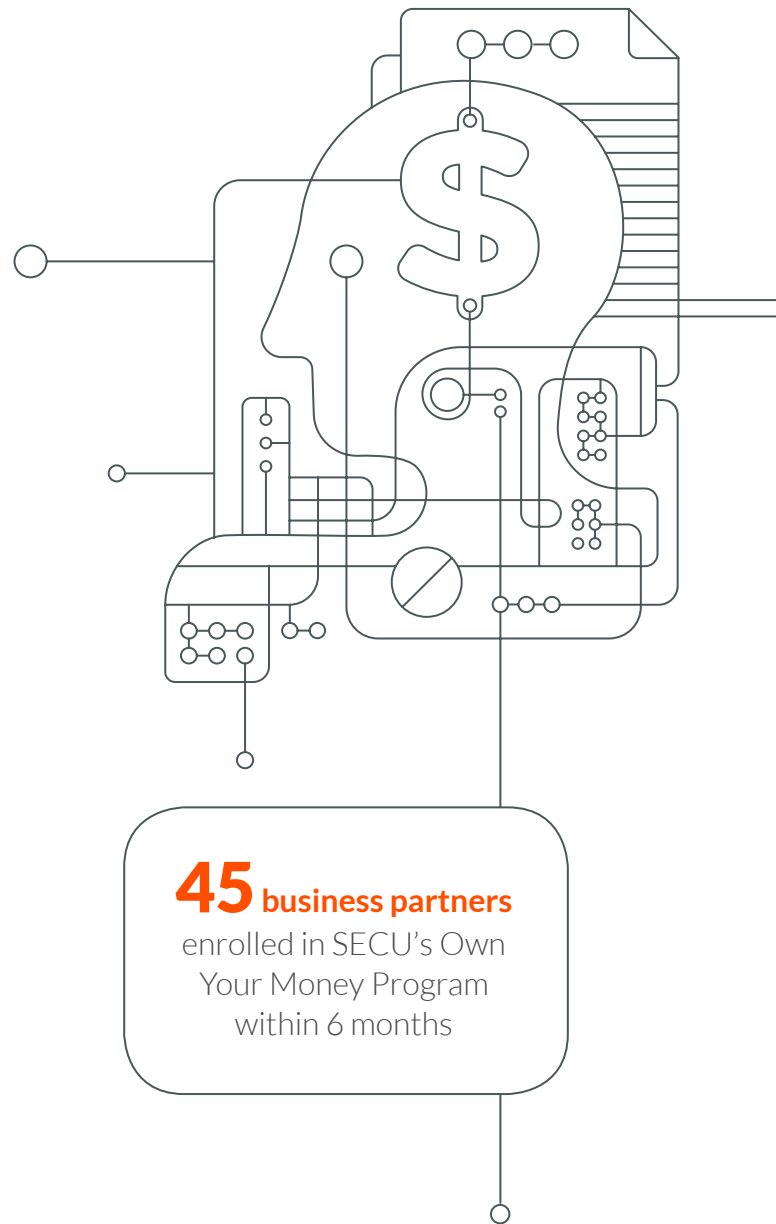 $
45 business partners
enrolled in SECU’s Own
Your Money Program
within 6 months